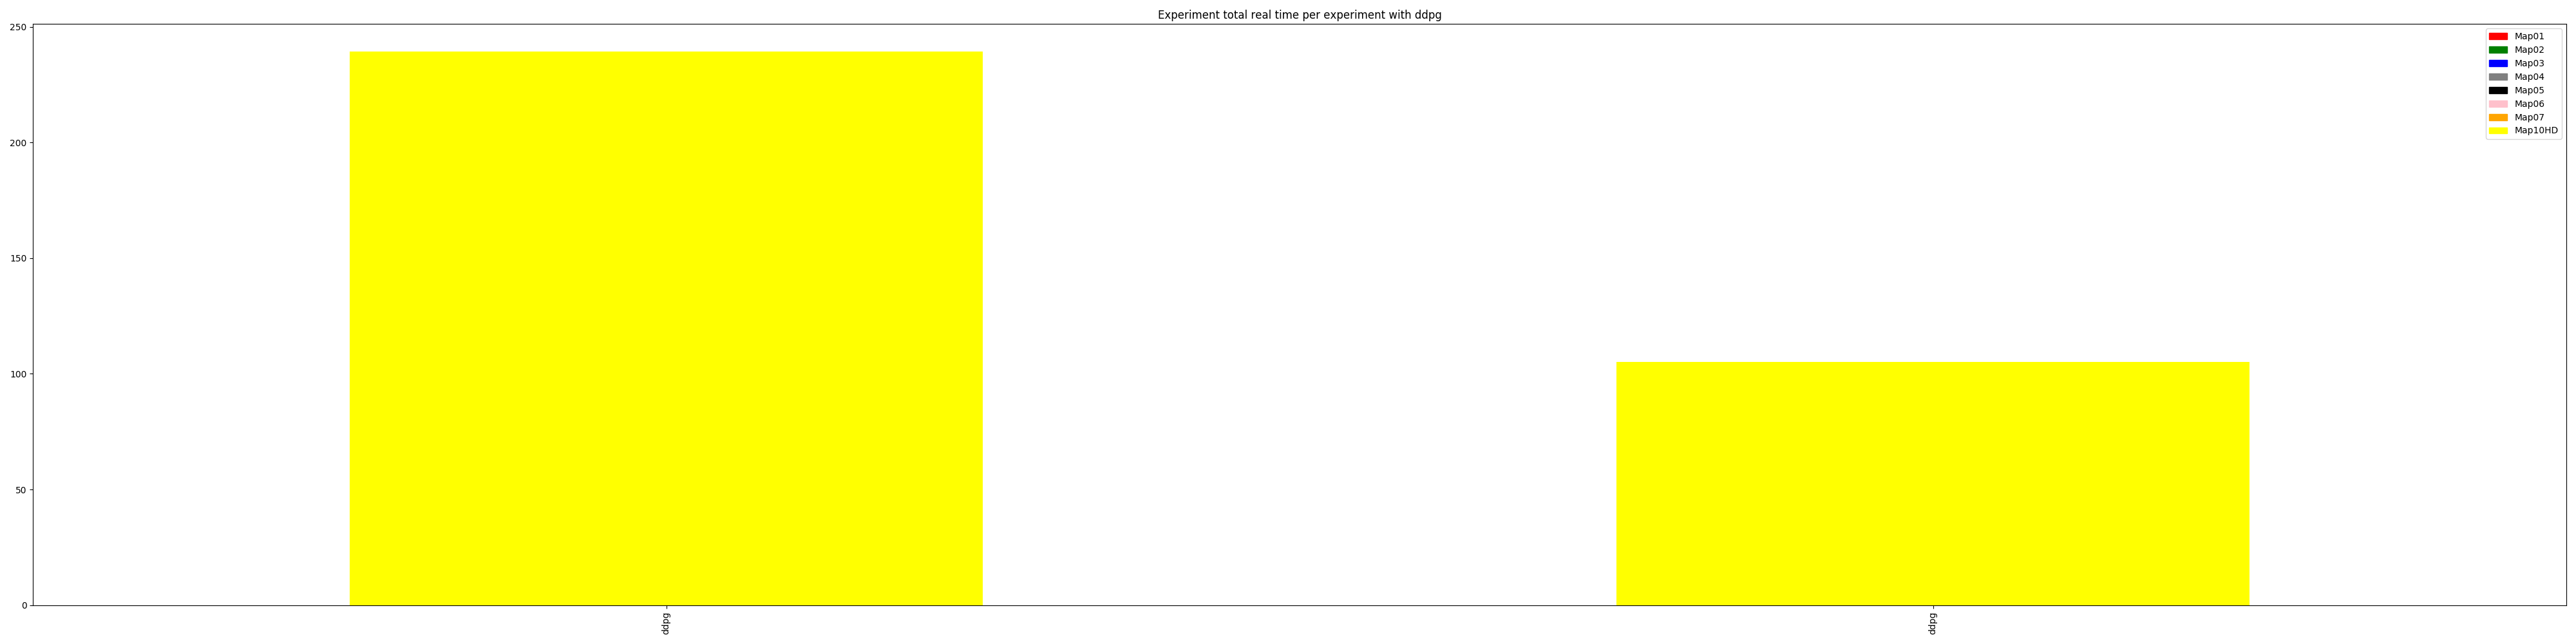 Experiment total real time per experiment with ddpg
250
200
150
100
50
0
Map01
Map02
Map03
Map04
Map05
Map06
Map07
Map10HD
ddpg
ddpg